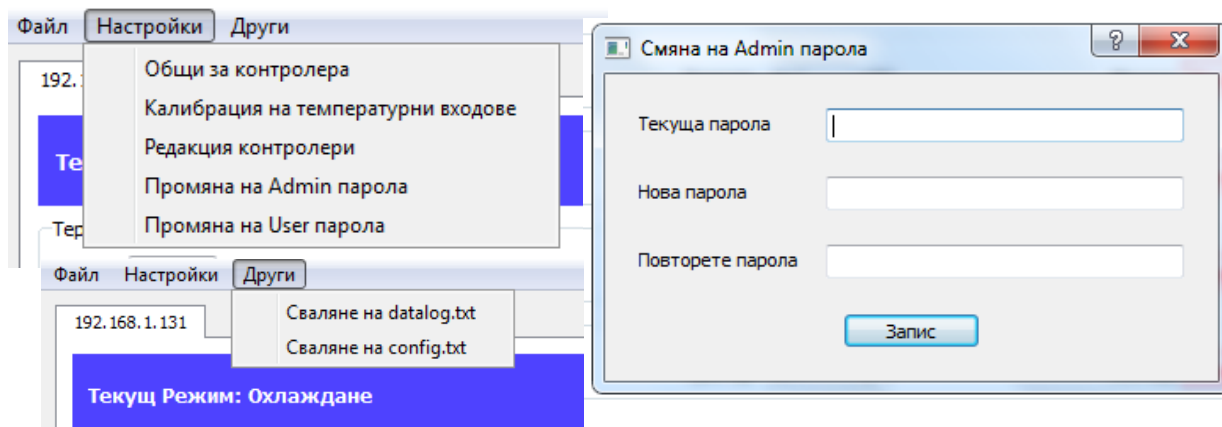 Файл Настройки Други
192.
Общи за контролера
Калибрация на температурни входове
Те
Редакция контролери
Промяна на Admin парола
Тер
Промяна на User парола
Файл Настройки Други
192.168.1.131
Сваляне на datalog.txt
Сваляне на config.txt
Текущ Режим: Охлаждане
Смяна на Admin парола
Текуща парола
Нова парола
Повторете парола
Запис